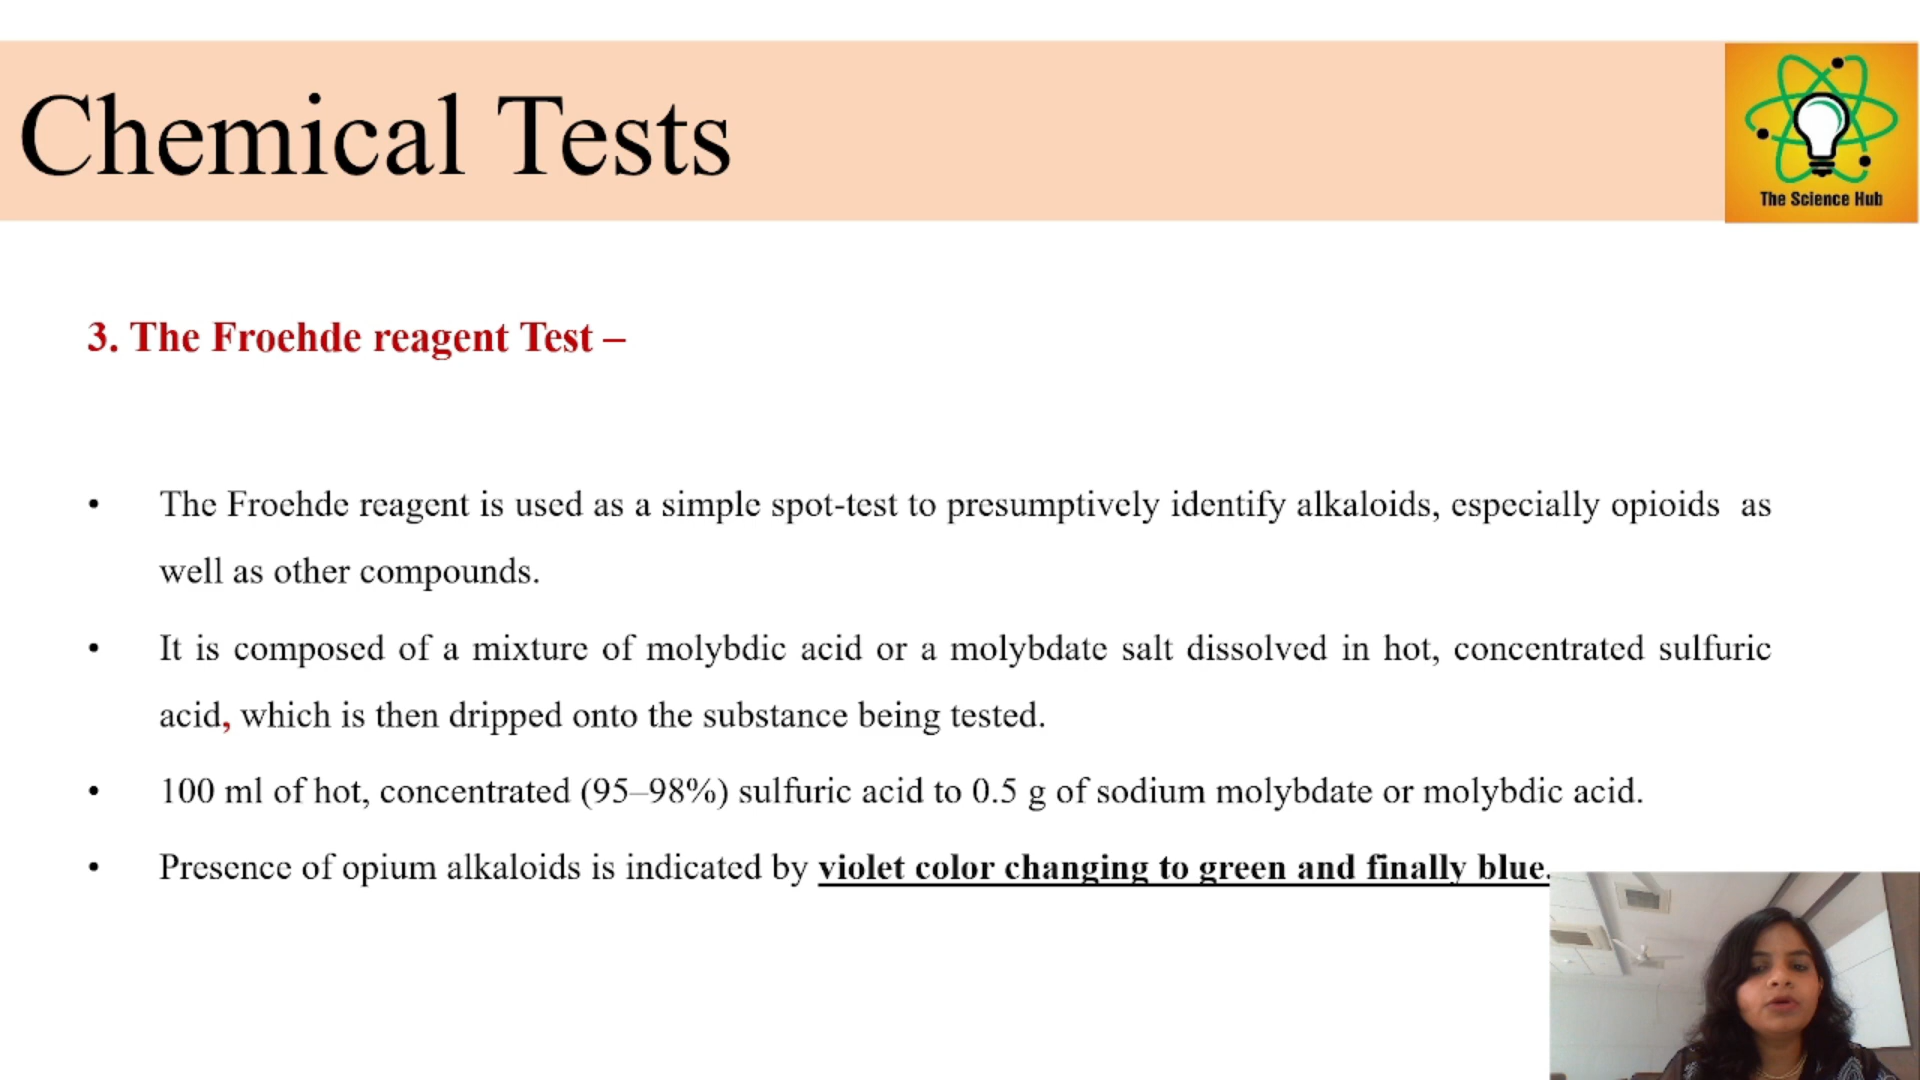 Chemical Tests
The Science Hub
3. The Froehde reagent Test –
• The Froehde reagent is used as a simple spot-test to presumptively identify alkaloids, especially opioids as
well as other compounds.
• It is composed of a mixture of molybdic acid or a molybdate salt dissolved in hot, concentrated sulfuric
acid, which is then dripped onto the substance being tested.
• 100 ml of hot, concentrated (95–98%) sulfuric acid to 0.5 g of sodium molybdate or molybdic acid.
• Presence of opium alkaloids is indicated by violet color changing to green and finally blue.